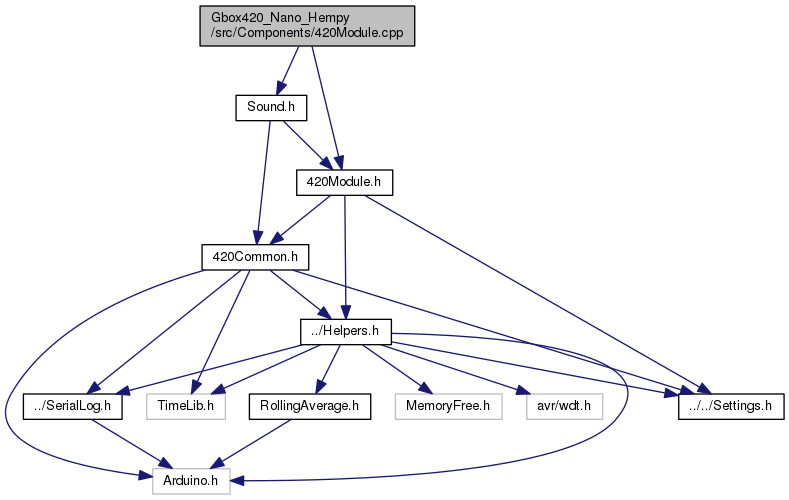 Gbox420_Nano_Hempy
/src/Components/420Module.cpp
Sound.h
420Module.h
420Common.h
../Helpers.h
../SerialLog.h
TimeLib.h
RollingAverage.h
MemoryFree.h
avr/wdt.h
../../Settings.h
Arduino.h